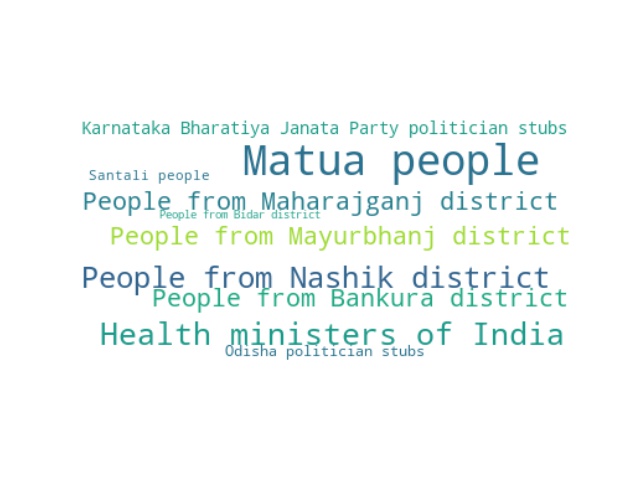 Karnataka Bharatiya Janata Party politician stubs
Matua people
Santali people
People from Maharajganj district
People from Bidar district
People from Mayurbhanj district
People from Nashik district
People from Bankura district
Health ministers of India
Odisha politician stubs